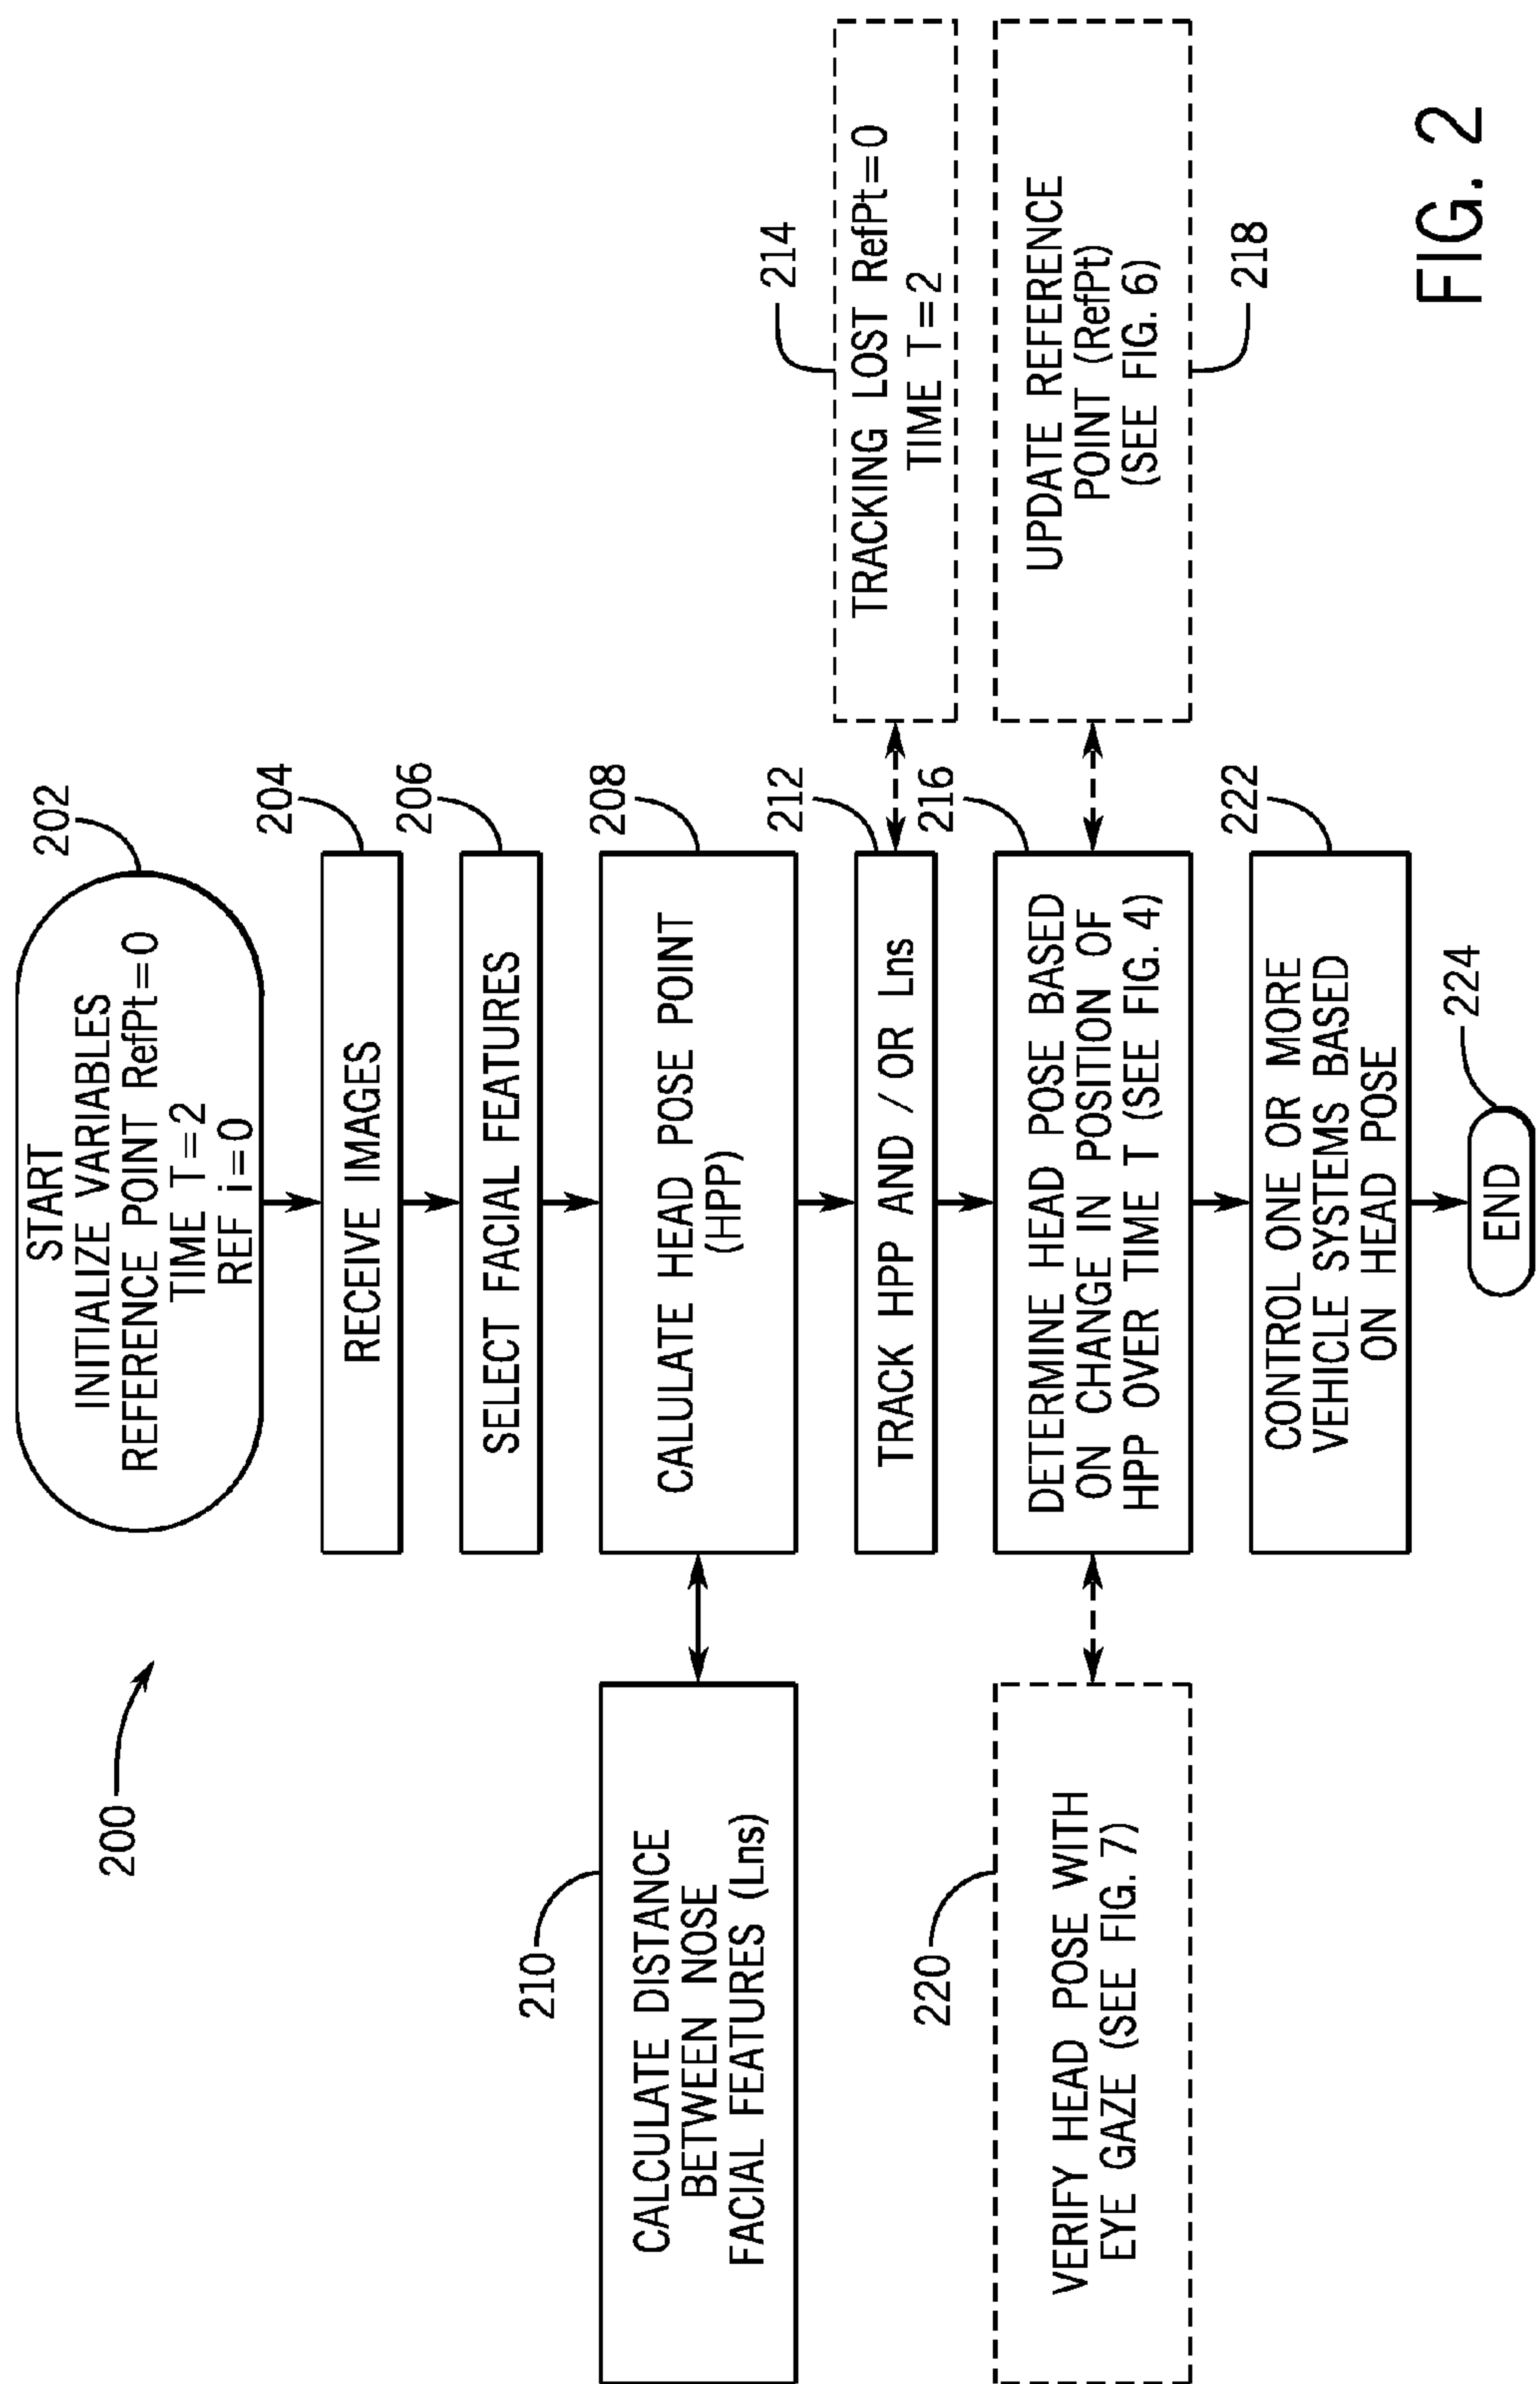 200
START
INITIALIZE VARIABLES
REFERENCE POINT RefPt=0
TIME T=2
REF i=0
202
RECEIVE IMAGES
204
SELECT FACIAL FEATURES
206
CALCULATE DISTANCE
BETWEEN NOSE
FACIAL FEATURES (Lns)
210
CALULATE HEAD POSE POINT
(HPP)
208
TRACK HPP AND / OR Lns
212
TRACKING LOST RefPt=0
TIME T=2
214
VERIFY HEAD POSE WITH
EYE GAZE (SEE FIG. 7)
220
DETERMINE HEAD POSE BASED
ON CHANGE IN POSITION OF
HPP OVER TIME T (SEE FIG. 4)
216
UPDATE REFERENCE
POINT (RefPt)
(SEE FIG. 6)
218
CONTROL ONE OR MORE
VEHICLE SYSTEMS BASED
ON HEAD POSE
222
END
224
FIG. 2